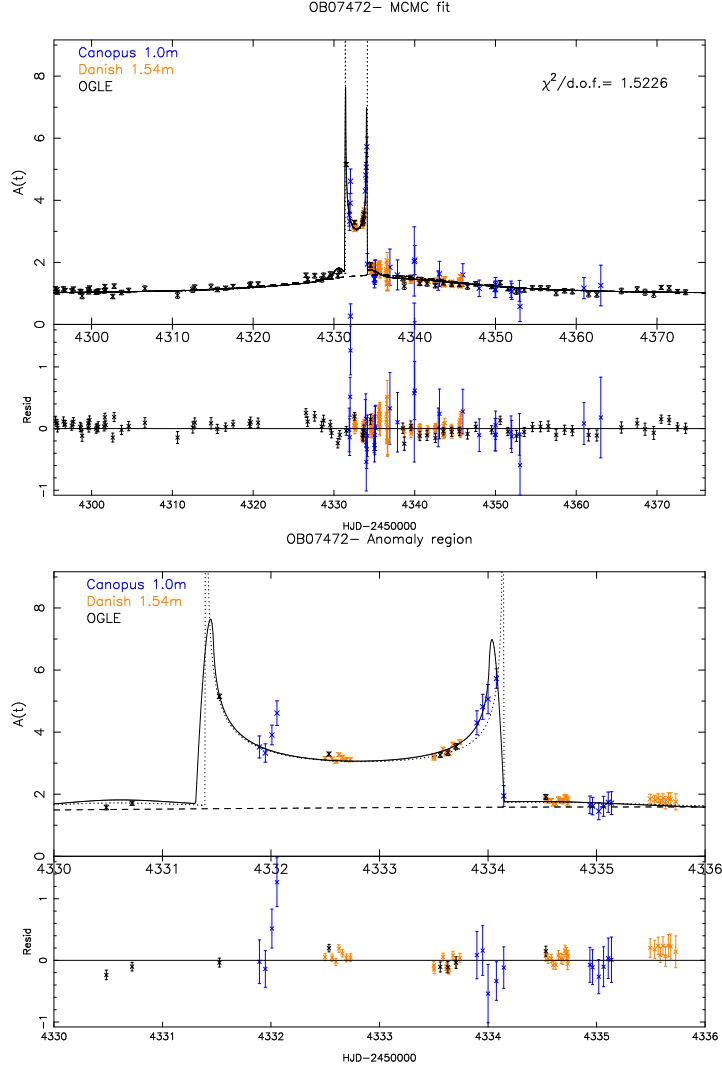 OB07472– MCMC fit
Canopus 1.0m
Danish 1.54m
OGLE
χ²/d.o.f.= 1.5226
A(t)
8
6
4
2
0
4300 4310 4320 4330 4340 4350 4360 4370
Resid
1
0
−1
4300 4310 4320 4330 4340 4350 4360 4370
HJD−2450000
OB07472– Anomaly region
Canopus 1.0m
Danish 1.54m
OGLE
A(t)
8
6
4
2
0
4330 4331 4332 4333 4334 4335 4336
Resid
1
0
−1
4330 4331 4332 4333 4334 4335 4336
HJD−2450000